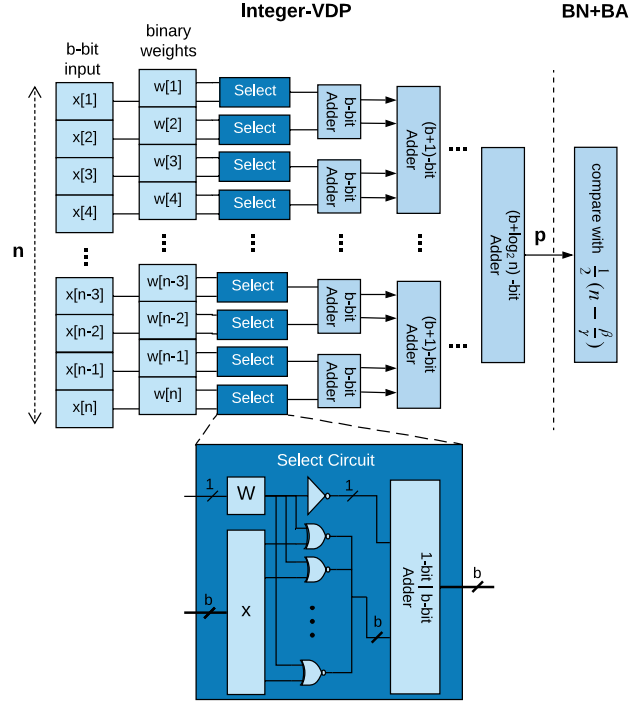 Integer-VDP
BN+BA
b-bit
input
binary
weights
n
x[1]
x[2]
x[3]
x[4]
x[n-3]
x[n-2]
x[n-1]
x[n]
w[1]
w[2]
w[3]
w[4]
w[n-3]
w[n-2]
w[n-1]
w[n]
Select
Select
Select
Select
Select
Select
Select
Select
b-bit
Adder
b-bit
Adder
b-bit
Adder
b-bit
Adder
(b+1)-bit
Adder
(b+1)-bit
Adder
(b+log₂ n) -bit
Adder
p
compare with ½ (n − β/γ)
Select Circuit
1
W
1
b
x
b
1-bit | b-bit
Adder
b